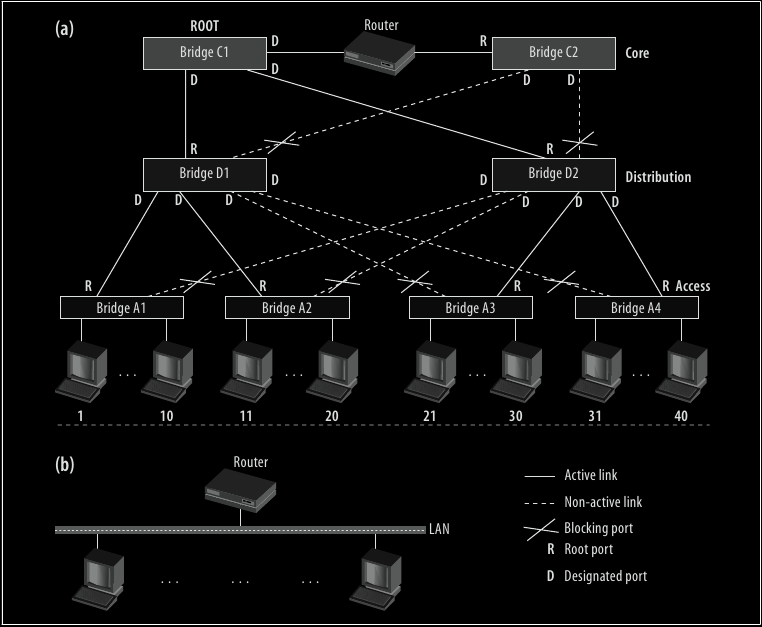 (a)
ROOT
Router
Bridge C1
D
R
Bridge C2
Core
D
D
D
D
R
R
Bridge D1
D
D
Bridge D2
Distribution
D
D
D
D
D
D
R
R
R
R
Access
Bridge A1
Bridge A2
Bridge A3
Bridge A4
. . .
. . .
. . .
. . .
1
10
11
20
21
30
31
40
(b)
Router
LAN
. . .
. . .
. . .
Active link
Non-active link
Blocking port
R Root port
D Designated port